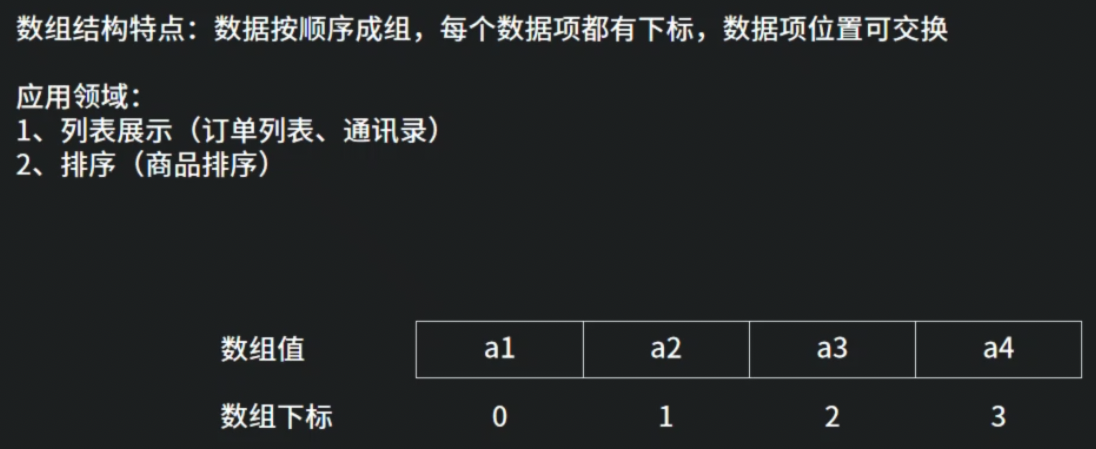 数组结构特点：数据按顺序成组，每个数据项都有下标，数据项位置可交换
应用领域：
1、列表展示（订单列表、通讯录）
2、排序（商品排序）
数组值 a1 a2 a3 a4
数组下标 0 1 2 3